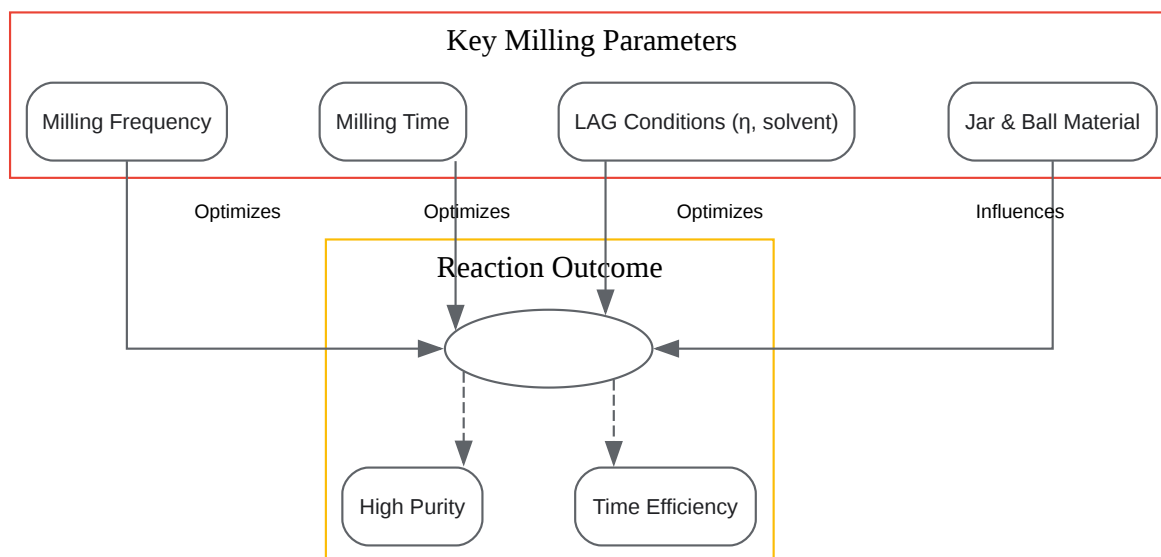 Key Milling Parameters
Milling Frequency
Milling Time
LAG Conditions (η, solvent)
Jar & Ball Material
Optimizes
Optimizes
Optimizes
Influences
Reaction Outcome
High Purity
Time Efficiency